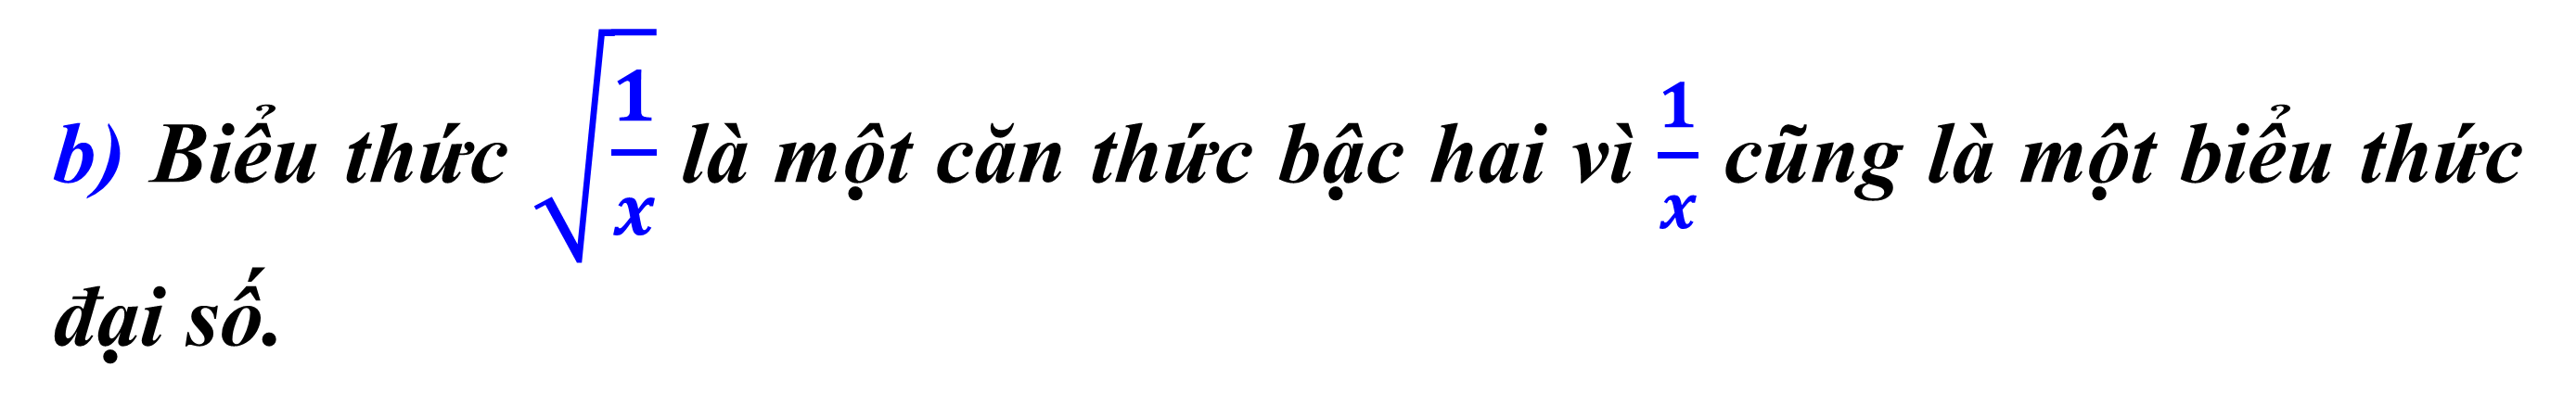 b) Biểu thức √(1/x) là một căn thức bậc hai vì 1/x cũng là một biểu thức
đại số.